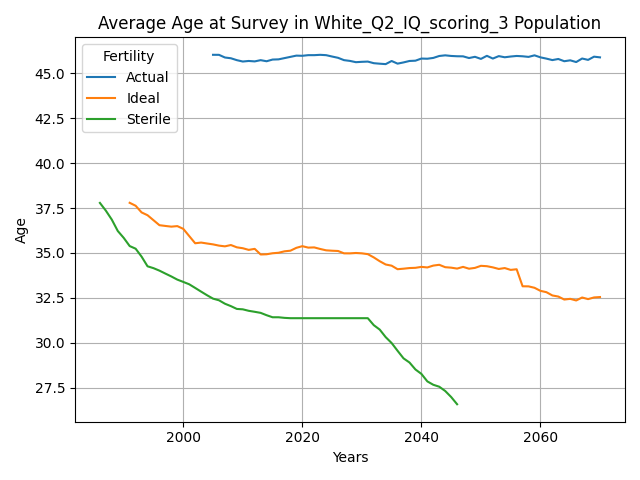 Average Age at Survey in White_Q2_IQ_scoring_3 Population
Fertility
Actual
Ideal
Sterile
Age
45.0
42.5
40.0
37.5
35.0
32.5
30.0
27.5
2000
2020
2040
2060
Years